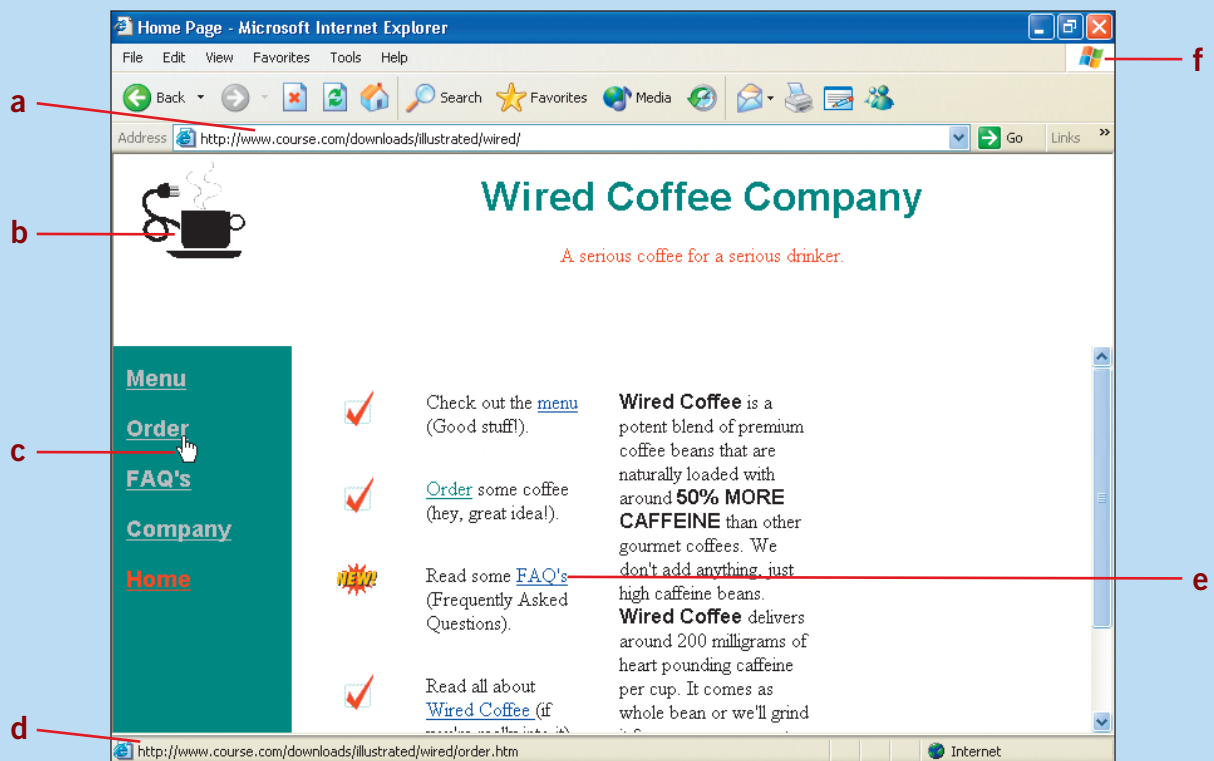 Home Page - Microsoft Internet Explorer
File Edit View Favorites Tools Help
f
Back Search Favorites Media
a
Address http://www.course.com/downloads/illustrated/wired/ Go Links »
Wired Coffee Company
b
A serious coffee for a serious drinker.
Menu
Order
c
FAQ's
Company
Home
Check out the menu
(Good stuff!).
Order some coffee
(hey, great idea!).
NEW!
Read some FAQ's
(Frequently Asked
Questions).
Read all about
Wired Coffee (if
you're really into it)
Wired Coffee is a
potent blend of premium
coffee beans that are
naturally loaded with
around 50% MORE
CAFFEINE than other
gourmet coffees. We
don't add anything, just
high caffeine beans.
Wired Coffee delivers
around 200 milligrams of
heart pounding caffeine
per cup. It comes as
whole bean or we'll grind
e
d
http://www.course.com/downloads/illustrated/wired/order.htm Internet